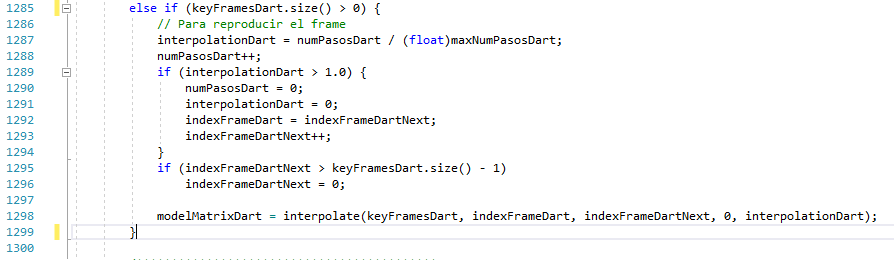 1285 else if (keyFramesDart.size() > 0) {
1286 // Para reproducir el frame
1287 interpolationDart = numPasosDart / (float)maxNumPasosDart;
1288 numPasosDart++;
1289 if (interpolationDart > 1.0) {
1290 numPasosDart = 0;
1291 interpolationDart = 0;
1292 indexFrameDart = indexFrameDartNext;
1293 indexFrameDartNext++;
1294 }
1295 if (indexFrameDartNext > keyFramesDart.size() - 1)
1296 indexFrameDartNext = 0;
1297
1298 modelMatrixDart = interpolate(keyFramesDart, indexFrameDart, indexFrameDartNext, 0, interpolationDart);
1299 }
1300